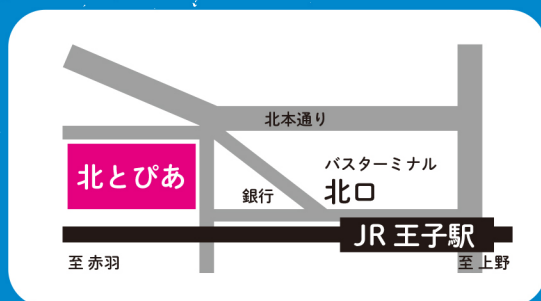 北本通り
北とぴあ
バスターミナル
銀行
北口
JR 王子駅
至 赤羽
至 上野